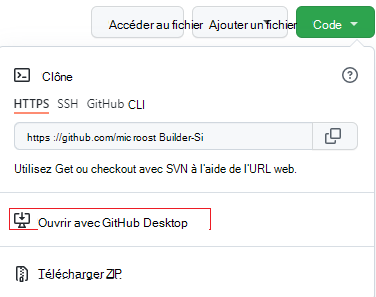 Accéder au fichier Ajouter un fichier Code
Clône
HTTPS SSH GitHub CLI
https ://github.com/microost Builder-Si
Utilisez Get ou checkout avec SVN à l'aide de l'URL web.
Ouvrir avec GitHub Desktop
Télécharger ZIP